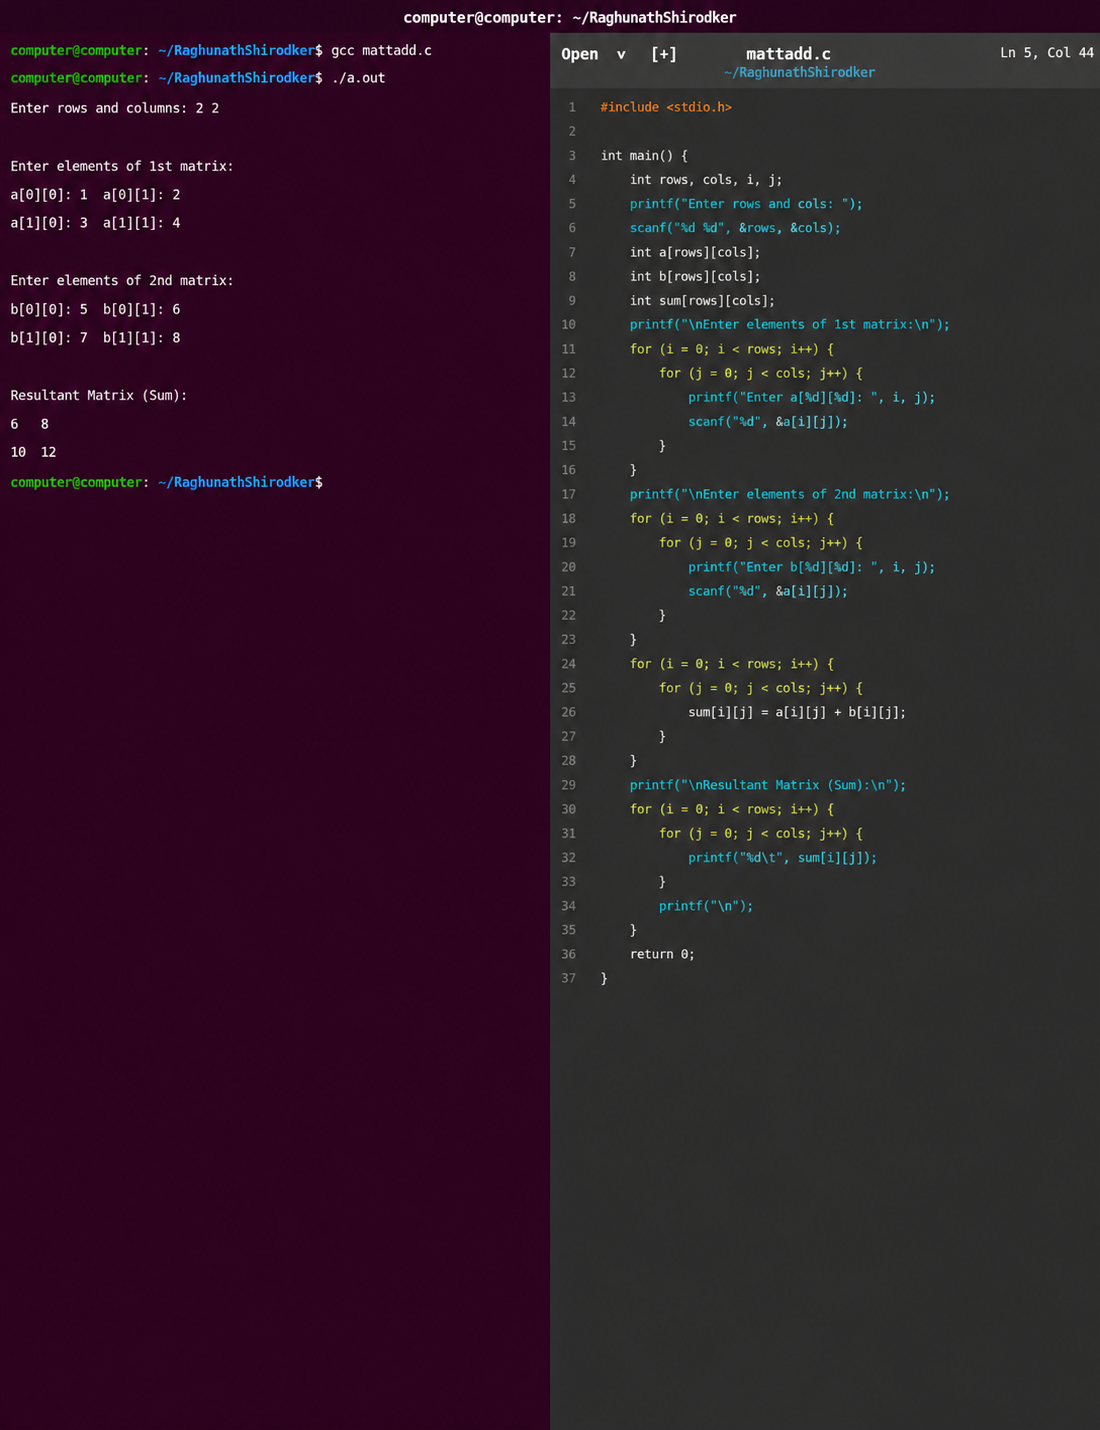 computer@computer: ~/RaghunathShirodker
computer@computer: ~/RaghunathShirodker$ gcc mattadd.c
computer@computer: ~/RaghunathShirodker$ ./a.out
Enter rows and columns: 2 2
Enter elements of 1st matrix:
a[0][0]: 1  a[0][1]: 2
a[1][0]: 3  a[1][1]: 4
Enter elements of 2nd matrix:
b[0][0]: 5  b[0][1]: 6
b[1][0]: 7  b[1][1]: 8
Resultant Matrix (Sum):
6   8
10  12
computer@computer: ~/RaghunathShirodker$
Open v [+] mattadd.c Ln 5, Col 44
~/RaghunathShirodker
1 #include <stdio.h>
2
3 int main() {
4     int rows, cols, i, j;
5     printf("Enter rows and cols: ");
6     scanf("%d %d", &rows, &cols);
7     int a[rows][cols];
8     int b[rows][cols];
9     int sum[rows][cols];
10     printf("\nEnter elements of 1st matrix:\n");
11     for (i = 0; i < rows; i++) {
12         for (j = 0; j < cols; j++) {
13             printf("Enter a[%d][%d]: ", i, j);
14             scanf("%d", &a[i][j]);
15         }
16     }
17     printf("\nEnter elements of 2nd matrix:\n");
18     for (i = 0; i < rows; i++) {
19         for (j = 0; j < cols; j++) {
20             printf("Enter b[%d][%d]: ", i, j);
21             scanf("%d", &a[i][j]);
22         }
23     }
24     for (i = 0; i < rows; i++) {
25         for (j = 0; j < cols; j++) {
26             sum[i][j] = a[i][j] + b[i][j];
27         }
28     }
29     printf("\nResultant Matrix (Sum):\n");
30     for (i = 0; i < rows; i++) {
31         for (j = 0; j < cols; j++) {
32             printf("%d\t", sum[i][j]);
33         }
34         printf("\n");
35     }
36     return 0;
37 }